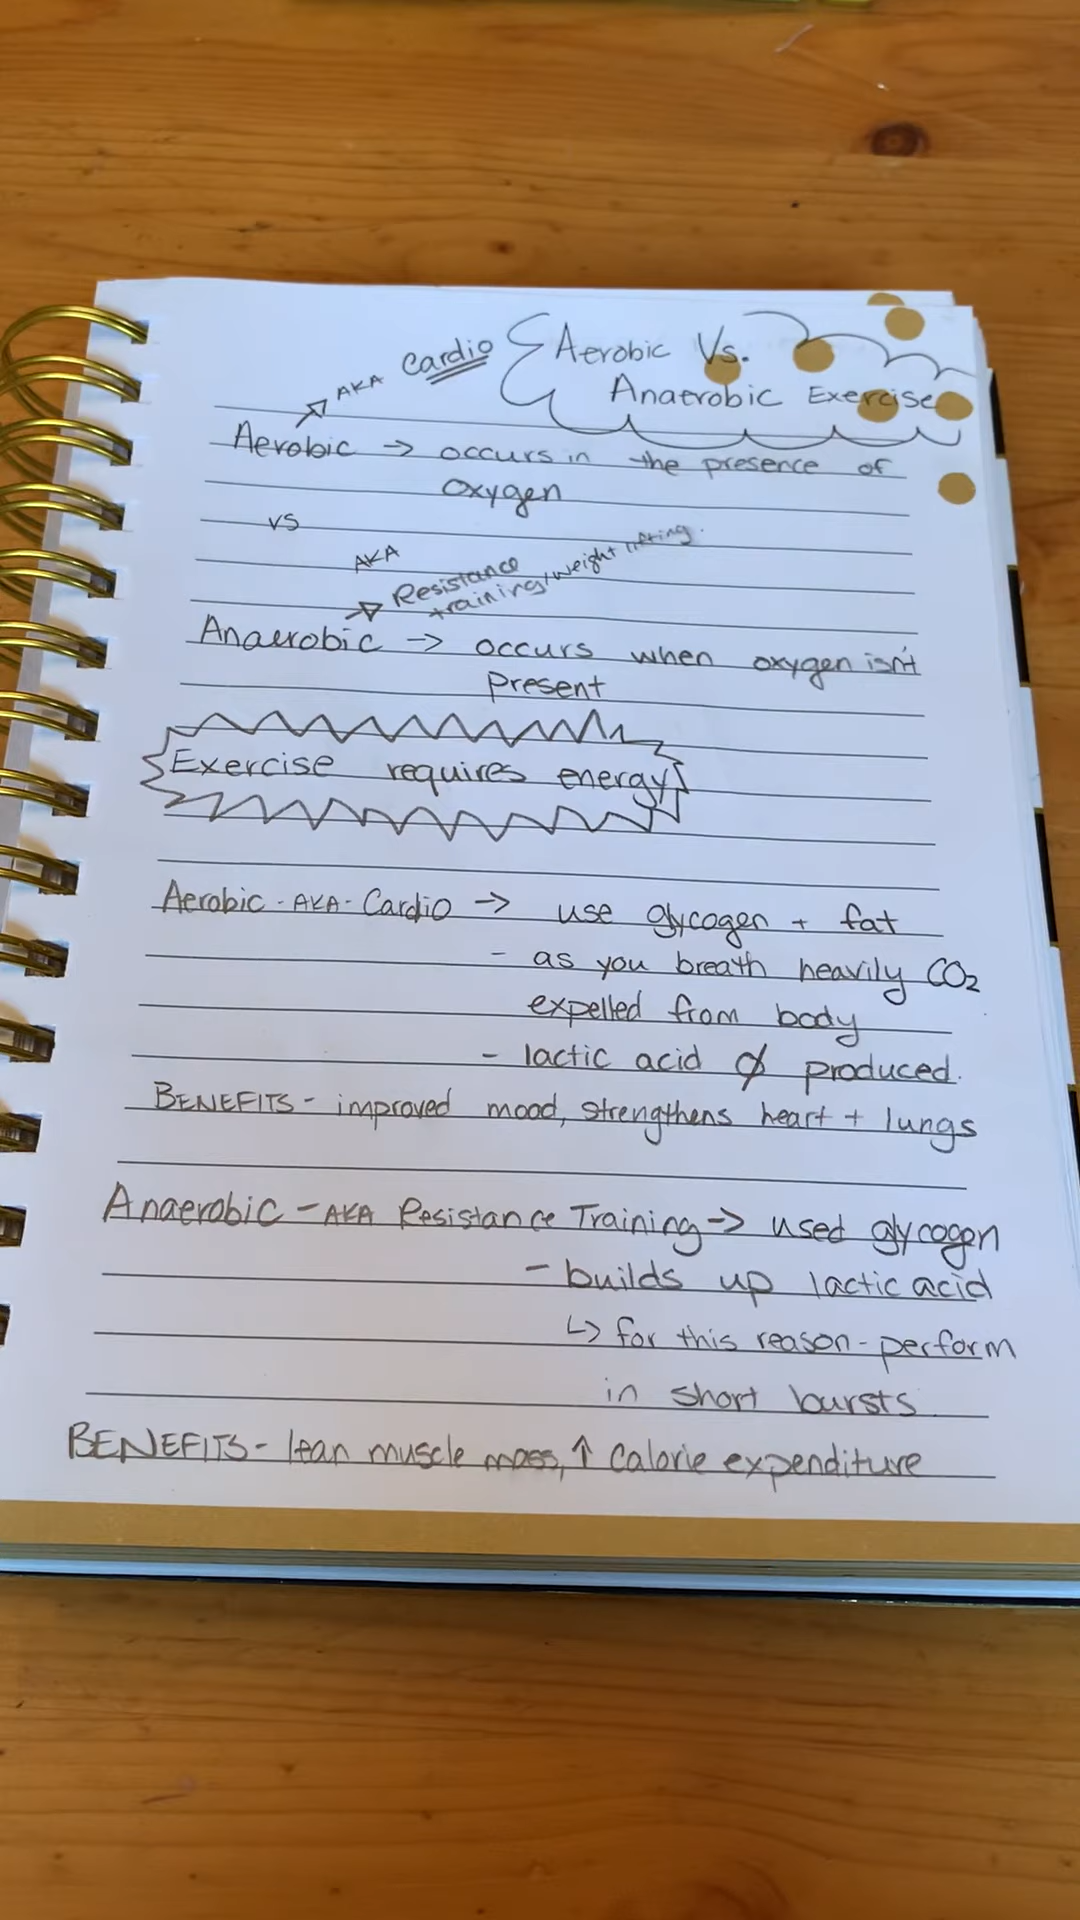 Aerobic Vs.
Anaerobic Exercise
AKA Cardio
Aerobic → occurs in the presence of
oxygen
vs
AKA
Resistance
training/weight lifting.
Anaerobic → occurs when oxygen isn't
present
Exercise requires energy
Aerobic - AKA - Cardio → use glycogen + fat
- as you breath heavily CO2
expelled from body
- lactic acid ∅ produced.
BENEFITS - improved mood, strengthens heart + lungs
Anaerobic - AKA Resistance Training → used glycogen
- builds up lactic acid
↳ for this reason - perform
in short bursts
BENEFITS - lean muscle mass, ↑ calorie expenditure